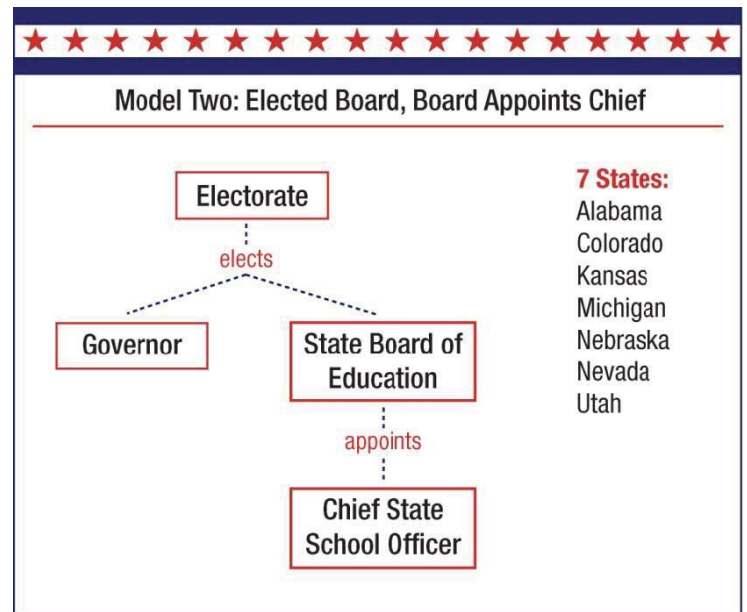 Model Two: Elected Board, Board Appoints Chief
Electorate
elects
Governor
State Board of
Education
appoints
Chief State
School Officer
7 States:
Alabama
Colorado
Kansas
Michigan
Nebraska
Nevada
Utah